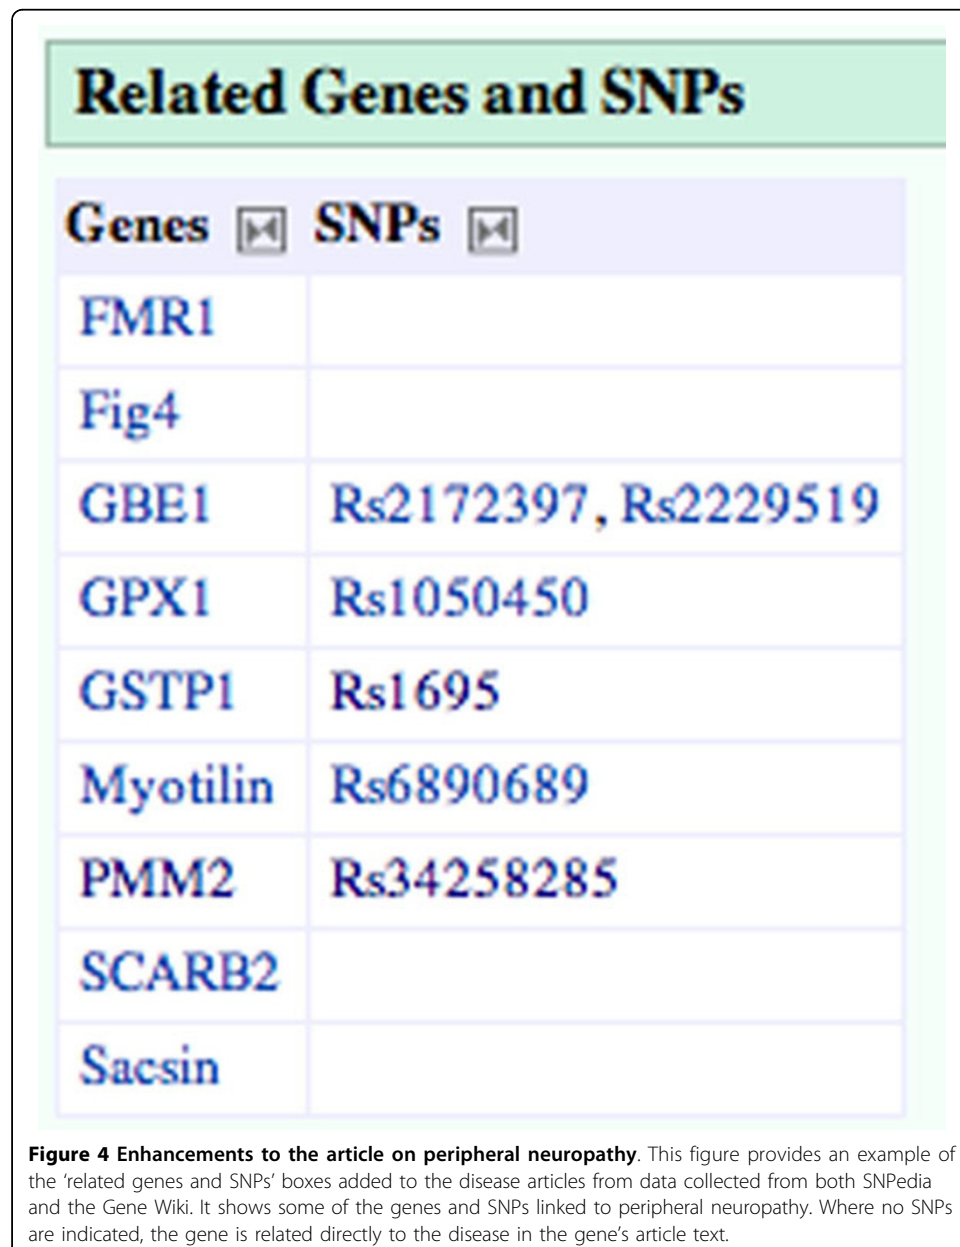 Related Genes and SNPs
Genes SNPs
FMR1
Fig4
GBE1 Rs2172397, Rs2229519
GPX1 Rs1050450
GSTP1 Rs1695
Myotilin Rs6890689
PMM2 Rs34258285
SCARB2
Sacsin
Figure 4 Enhancements to the article on peripheral neuropathy. This figure provides an example of
the ‘related genes and SNPs’ boxes added to the disease articles from data collected from both SNPedia
and the Gene Wiki. It shows some of the genes and SNPs linked to peripheral neuropathy. Where no SNPs
are indicated, the gene is related directly to the disease in the gene’s article text.